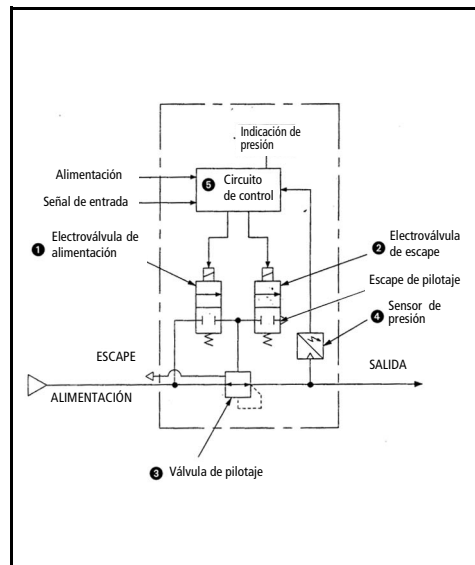 Indicación de
presión
Alimentación
❺ Circuito
de control
Señal de entrada
❶ Electroválvula de
alimentación
❷ Electroválvula
de escape
Escape de pilotaje
❹ Sensor de
presión
ESCAPE
SALIDA
ALIMENTACIÓN
❸ Válvula de pilotaje